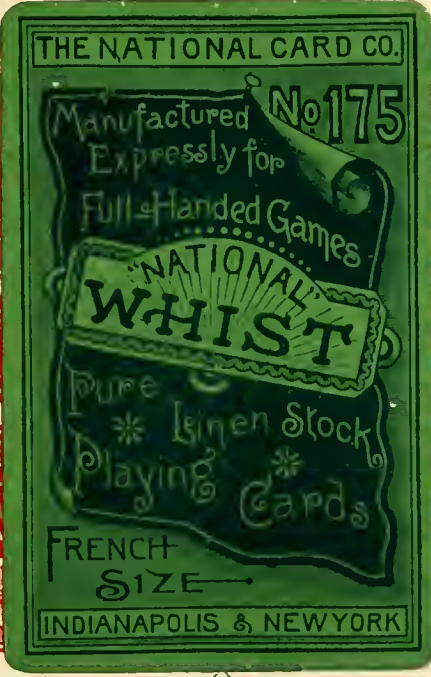 THE NATIONAL CARD CO.
No 175
Manufactured
Expressly for
Full-Handed Games
"NATIONAL"
WHIST
Pure
Linen Stock
Playing
Cards
FRENCH
SIZE
INDIANAPOLIS & NEW YORK